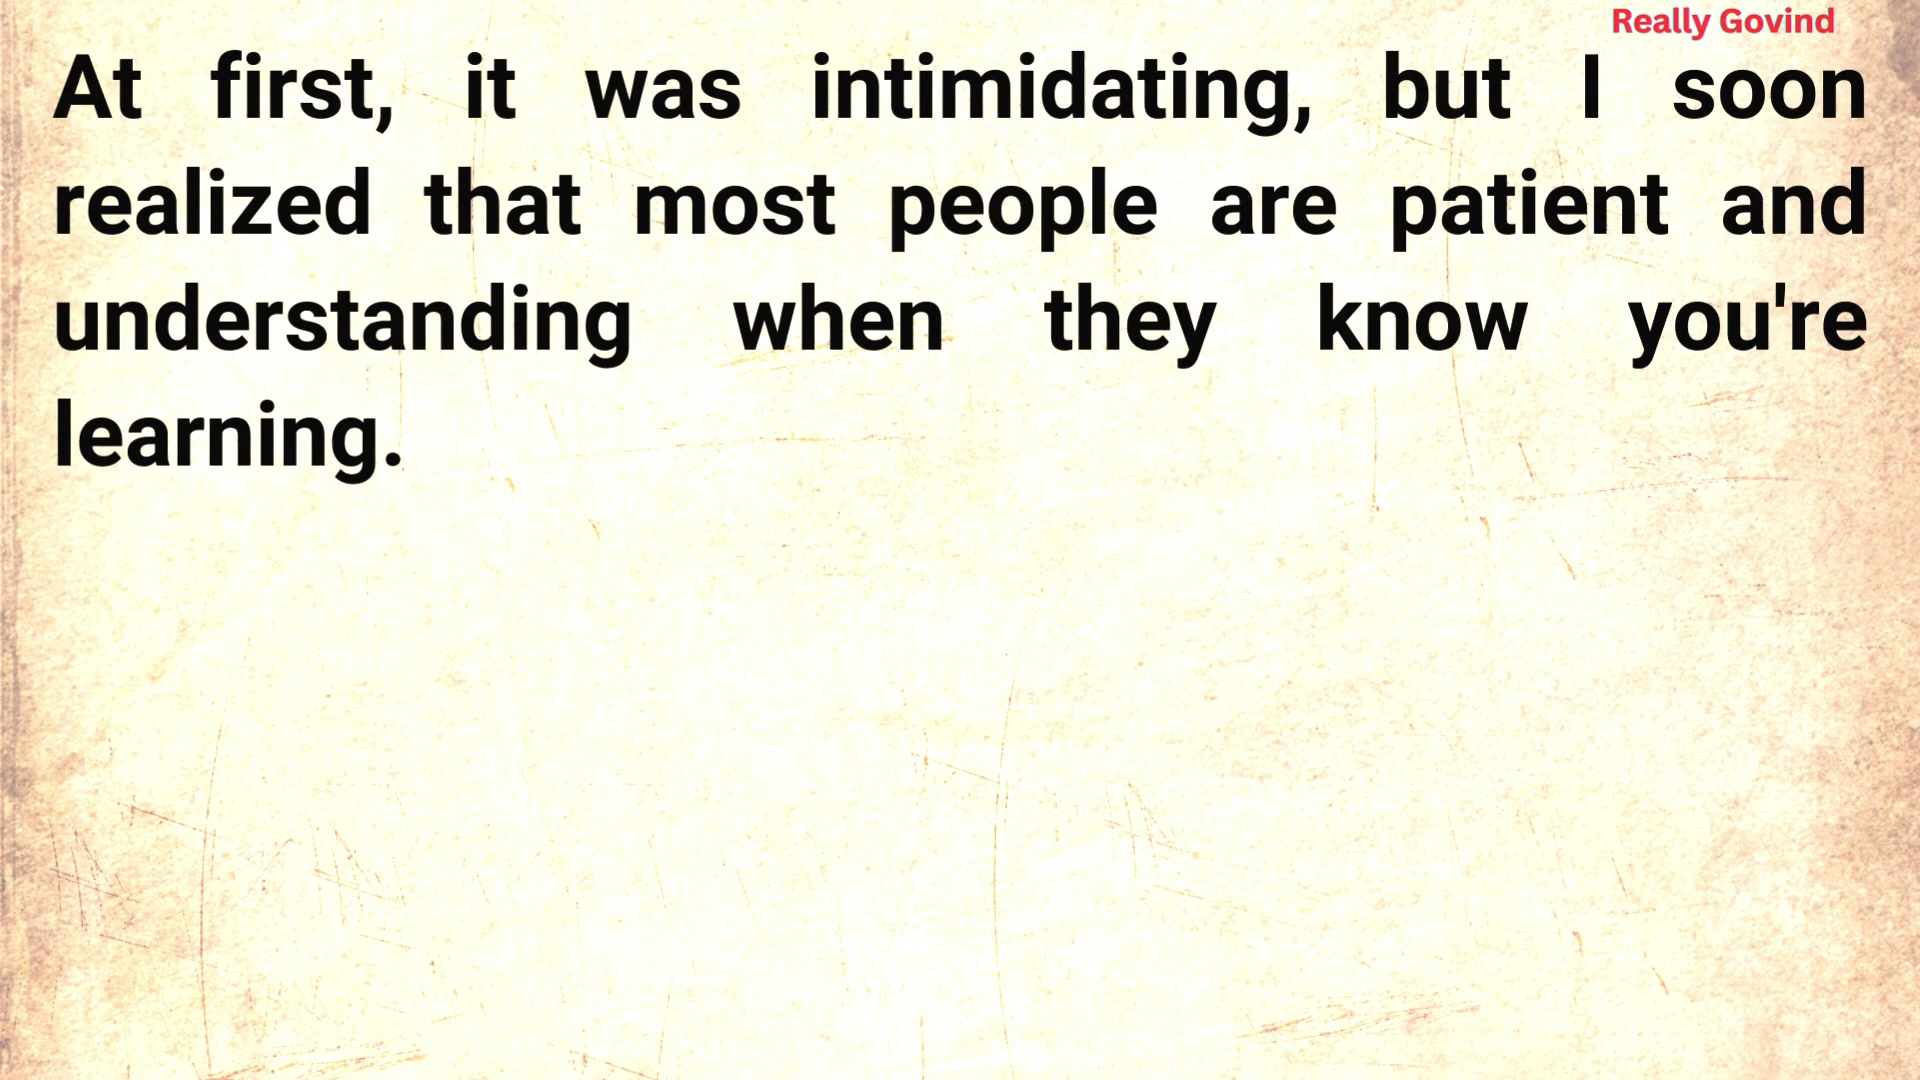 Really Govind
At first, it was intimidating, but I soon
realized that most people are patient and
understanding when they know you're
learning.